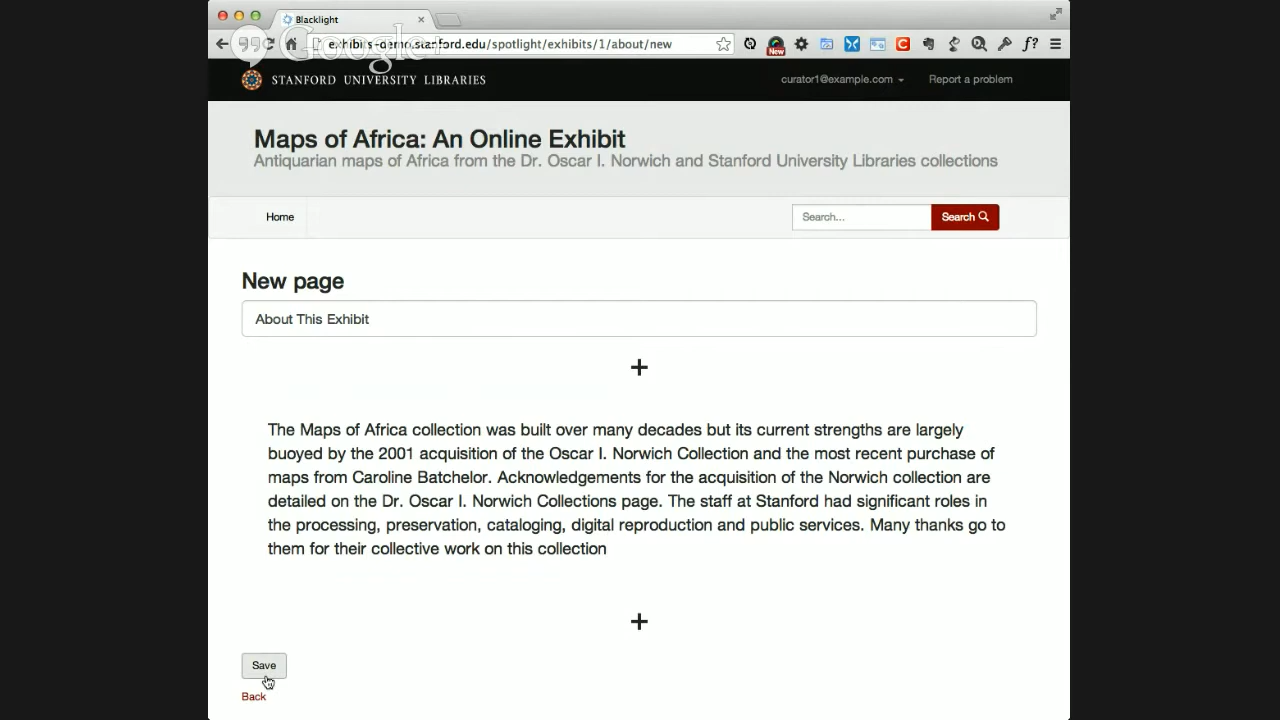 Blacklight
Google
exhibits-demo.stanford.edu/spotlight/exhibits/1/about/new
New
f?
STANFORD UNIVERSITY LIBRARIES
curator1@example.com
Report a problem
Maps of Africa: An Online Exhibit
Antiquarian maps of Africa from the Dr. Oscar I. Norwich and Stanford University Libraries collections
Home
Search...
Search
New page
About This Exhibit
+
The Maps of Africa collection was built over many decades but its current strengths are largely
buoyed by the 2001 acquisition of the Oscar I. Norwich Collection and the most recent purchase of
maps from Caroline Batchelor. Acknowledgements for the acquisition of the Norwich collection are
detailed on the Dr. Oscar I. Norwich Collections page. The staff at Stanford had significant roles in
the processing, preservation, cataloging, digital reproduction and public services. Many thanks go to
them for their collective work on this collection
+
Save
Back